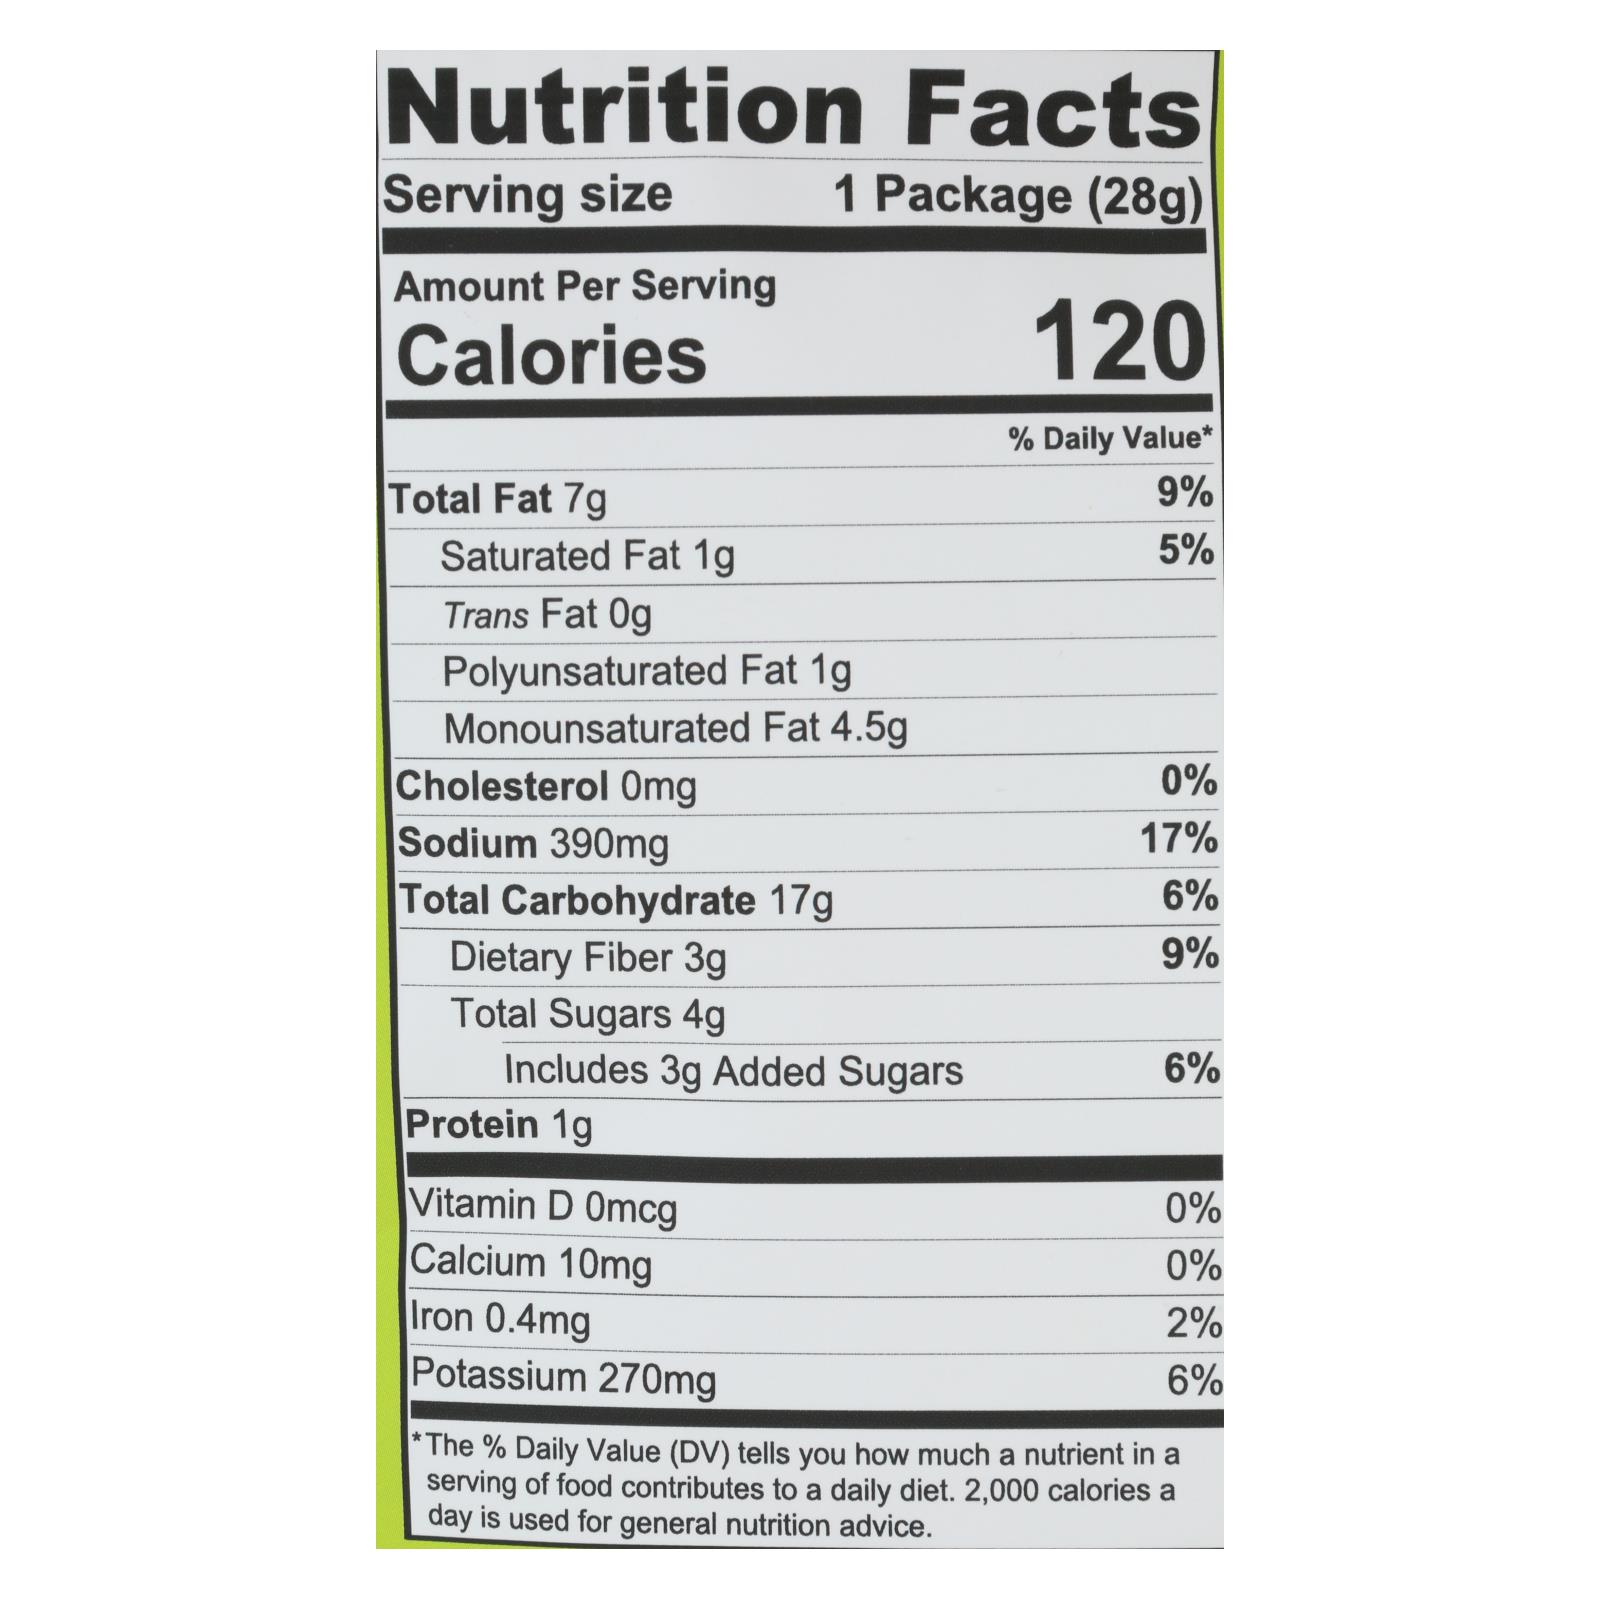 Nutrition Facts
Serving size 1 Package (28g)
Amount Per Serving
Calories 120
% Daily Value*
Total Fat 7g 9%
Saturated Fat 1g 5%
Trans Fat 0g
Polyunsaturated Fat 1g
Monounsaturated Fat 4.5g
Cholesterol 0mg 0%
Sodium 390mg 17%
Total Carbohydrate 17g 6%
Dietary Fiber 3g 9%
Total Sugars 4g
Includes 3g Added Sugars 6%
Protein 1g
Vitamin D 0mcg 0%
Calcium 10mg 0%
Iron 0.4mg 2%
Potassium 270mg 6%
*The % Daily Value (DV) tells you how much a nutrient in a
serving of food contributes to a daily diet. 2,000 calories a
day is used for general nutrition advice.